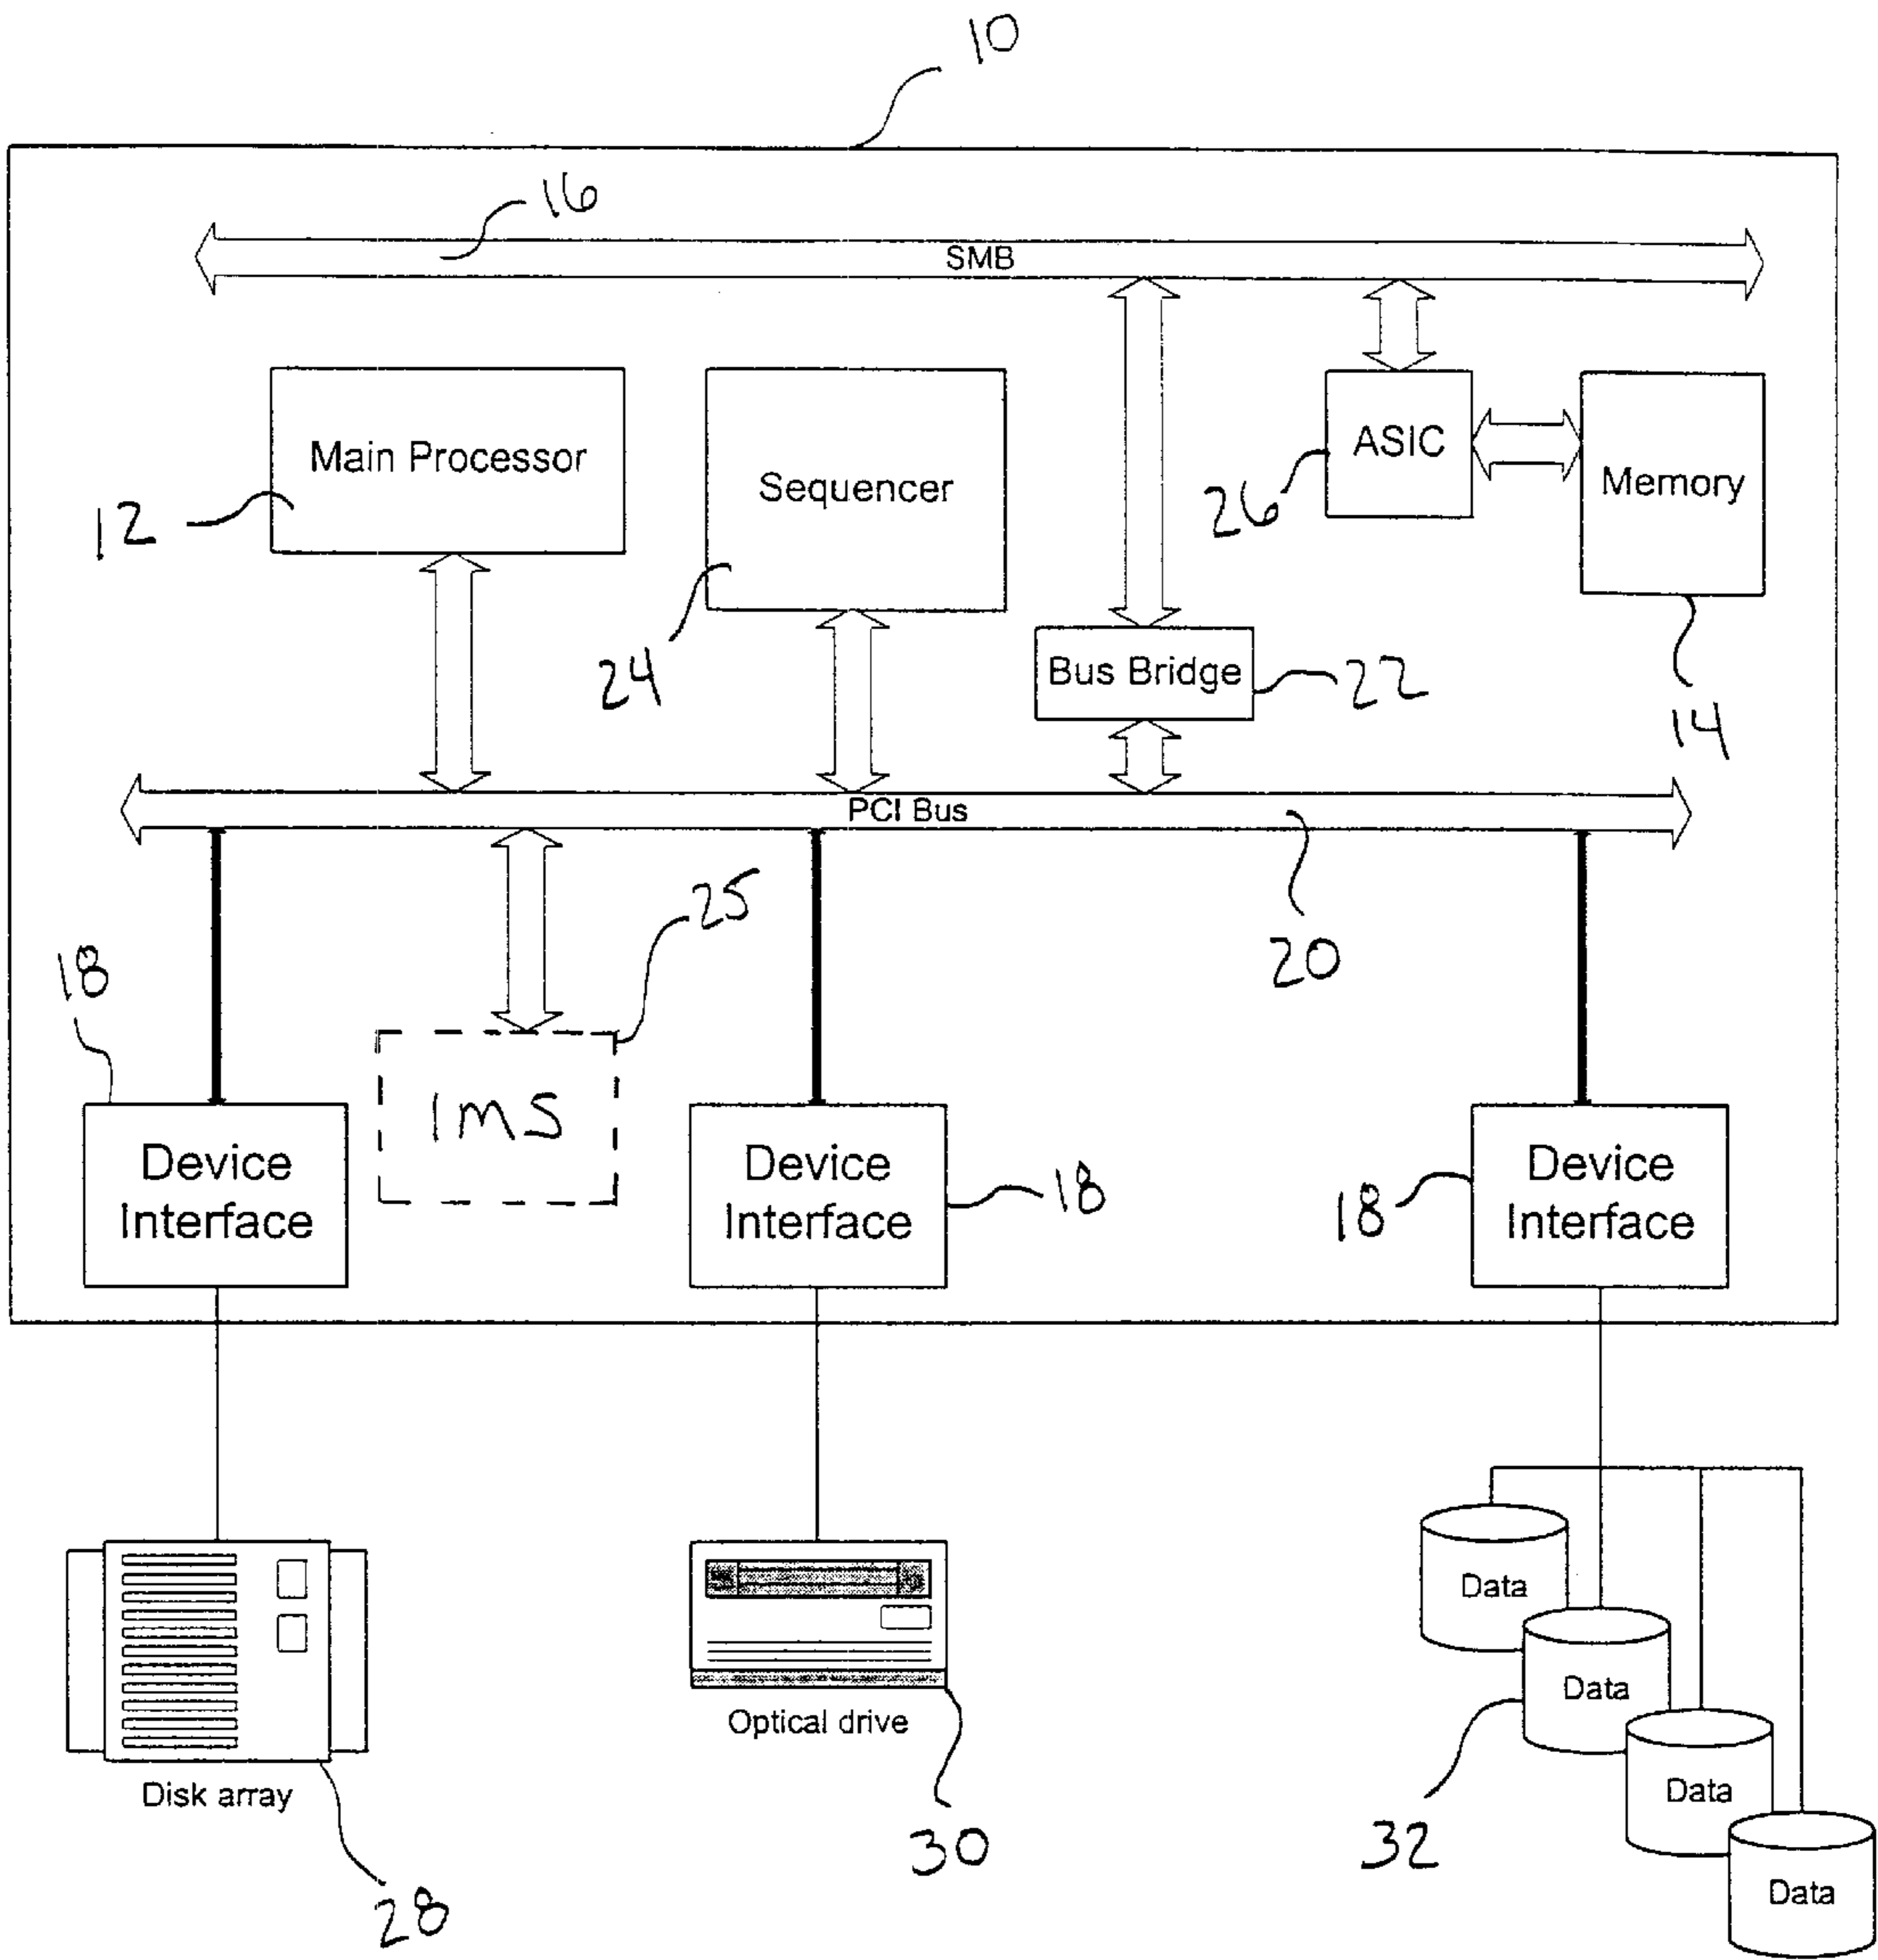 10
16
SMB
Main Processor
12
Sequencer
24
26
ASIC
Memory
14
Bus Bridge
22
PCI Bus
20
25
18
IMS
Device
Interface
Device
Interface
18
18
Device
Interface
Disk array
28
Optical drive
30
Data
Data
Data
Data
32